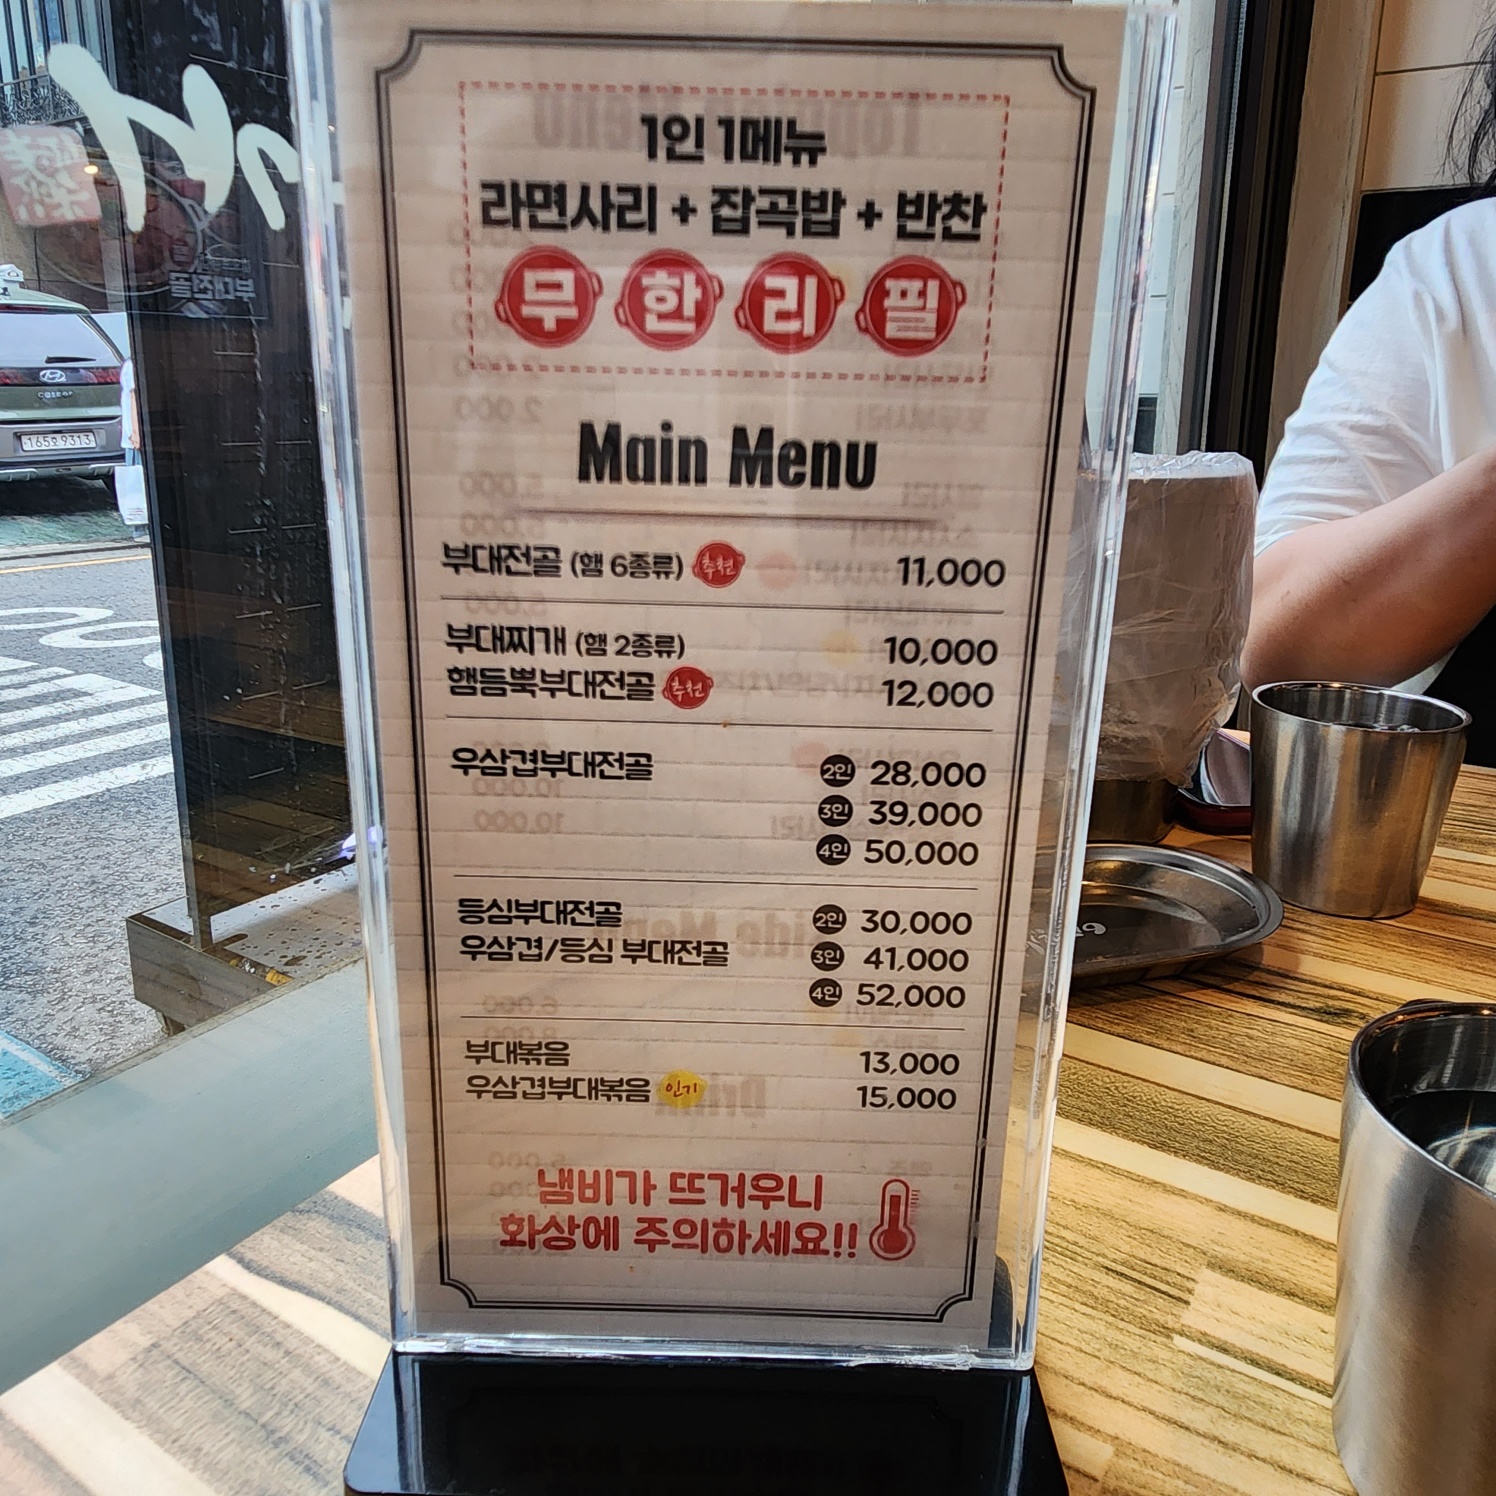 1인 1메뉴
라면사리 + 잡곡밥 + 반찬
무한리필
Main Menu
부대전골 (햄 6종류) 추천 11,000
부대찌개 (햄 2종류) 10,000
햄듬뿍부대전골 추천 12,000
우삼겹부대전골 2인 28,000
3인 39,000
4인 50,000
등심부대전골 2인 30,000
우삼겹/등심 부대전골 3인 41,000
4인 52,000
부대볶음 13,000
우삼겹부대볶음 인기 15,000
냄비가 뜨거우니
화상에 주의하세요!!
CASPER
165오 9313